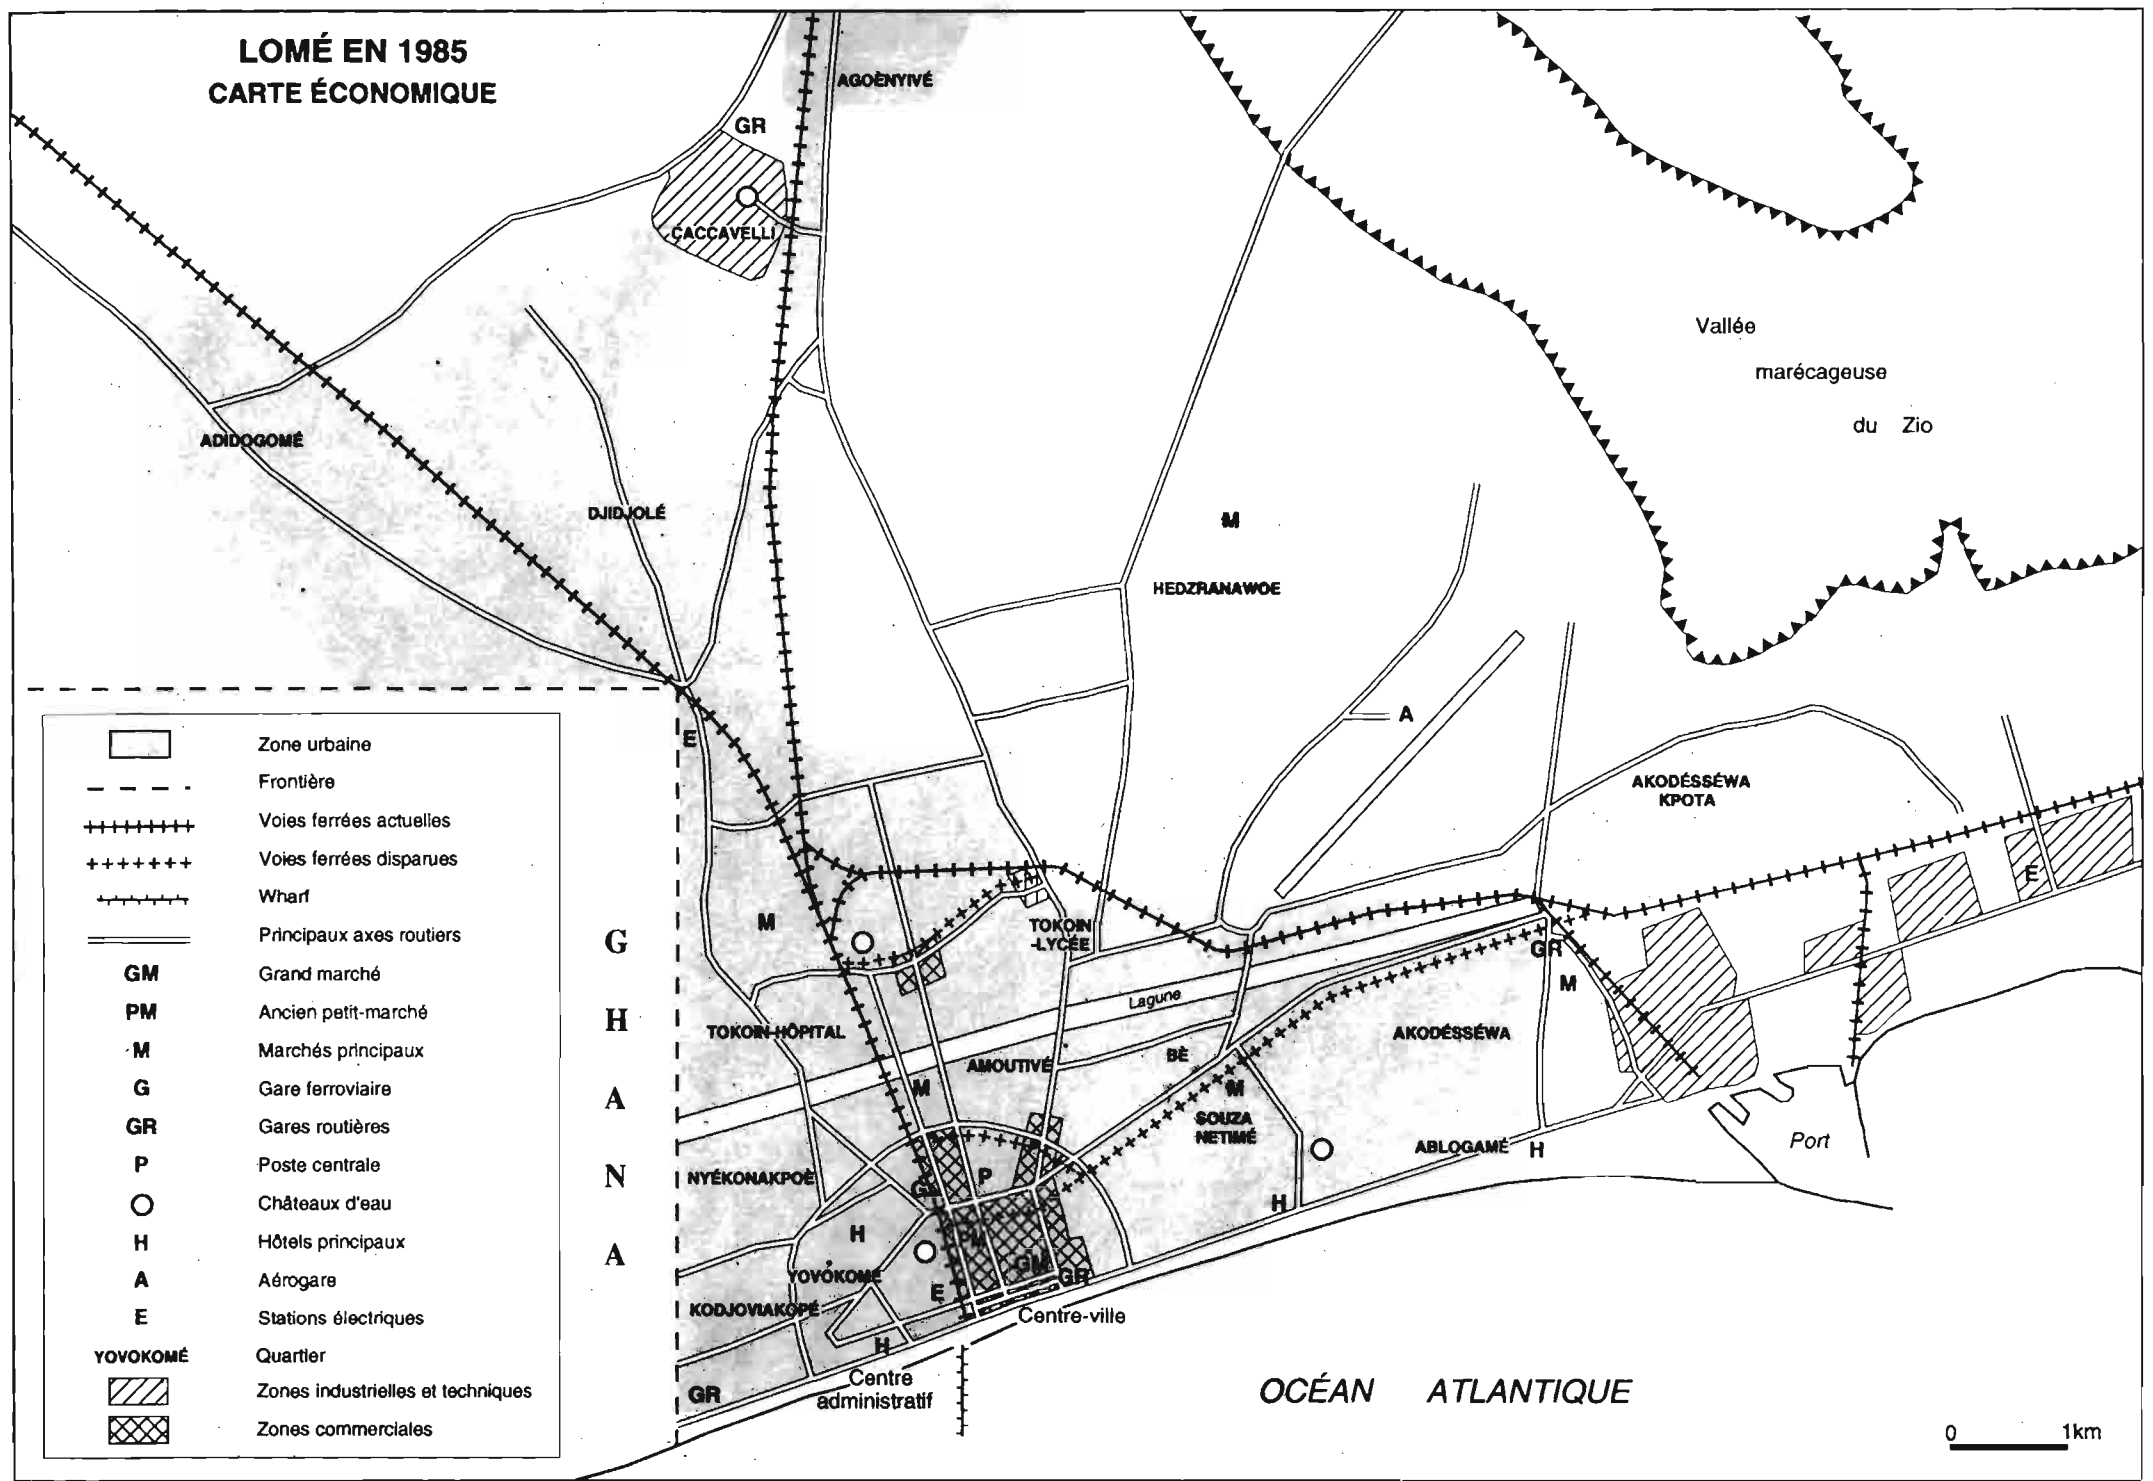 LOMÉ EN 1985
CARTE ÉCONOMIQUE
AGOÈNYIVÉ
GR
CACCAVELLI
Vallée
marécageuse
du Zio
ADIDOGOMÉ
DJIDJOLÉ
M
HEDZRANAWOE
A
E
AKODÉSSÉWA
KPOTA
E
M
TOKOIN
-LYCÉE
GR
M
Lagune
TOKOIN-HÔPITAL
AKODÉSSÉWA
BÈ
AMOUTIVÉ
M
M
SOUZA
NETIMÉ
ABLOGAMÉ
H
Port
NYÉKONAKPOÈ
P
G
H
H
PM
GM
GR
YOVOKOMÉ
E
KODJOVIAKOPÉ
Centre-ville
H
Centre
administratif
GR
OCÉAN ATLANTIQUE
0 1km
G
H
A
N
A
Zone urbaine
Frontière
Voies ferrées actuelles
Voies ferrées disparues
Wharf
Principaux axes routiers
GM Grand marché
PM Ancien petit-marché
M Marchés principaux
G Gare ferroviaire
GR Gares routières
P Poste centrale
Châteaux d'eau
H Hôtels principaux
A Aérogare
E Stations électriques
YOVOKOMÉ Quartier
Zones industrielles et techniques
Zones commerciales